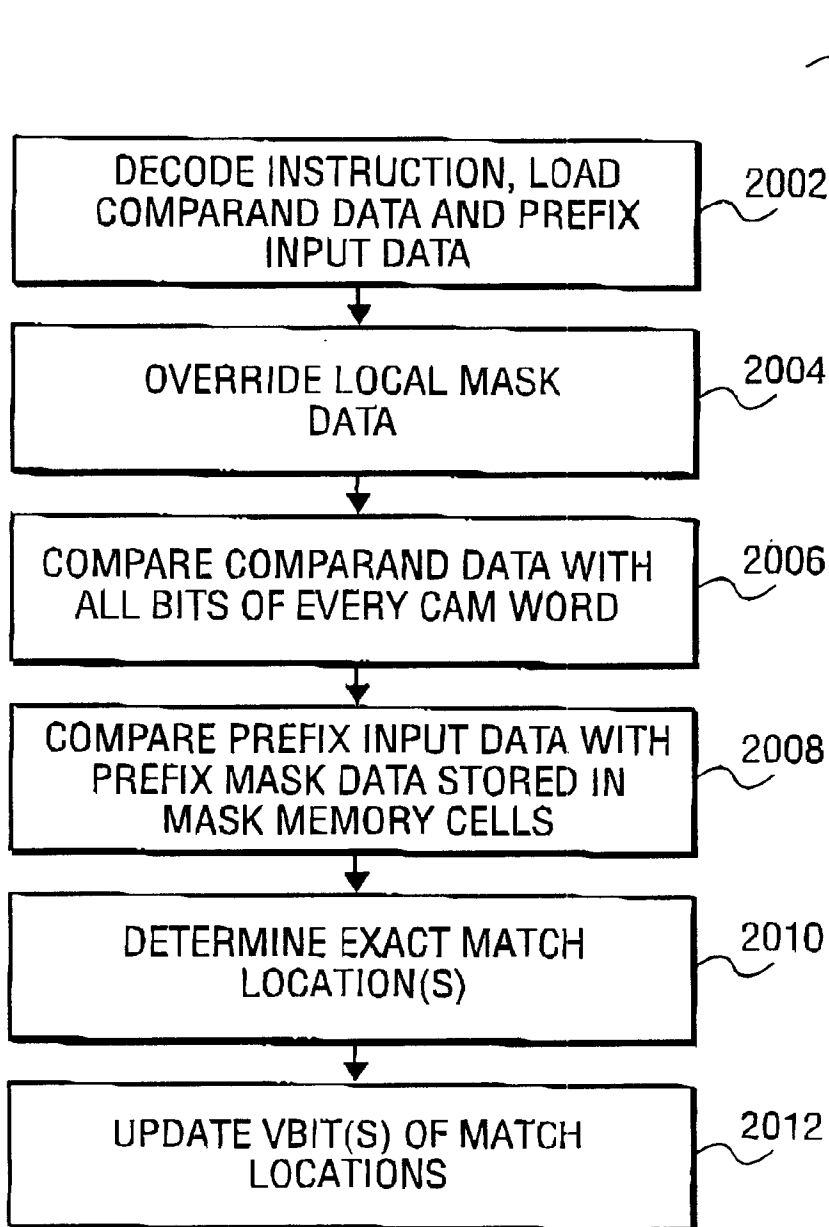 DECODE INSTRUCTION, LOAD
COMPARAND DATA AND PREFIX
INPUT DATA
2002
OVERRIDE LOCAL MASK
DATA
2004
COMPARE COMPARAND DATA WITH
ALL BITS OF EVERY CAM WORD
2006
COMPARE PREFIX INPUT DATA WITH
PREFIX MASK DATA STORED IN
MASK MEMORY CELLS
2008
DETERMINE EXACT MATCH
LOCATION(S)
2010
UPDATE VBIT(S) OF MATCH
LOCATIONS
2012